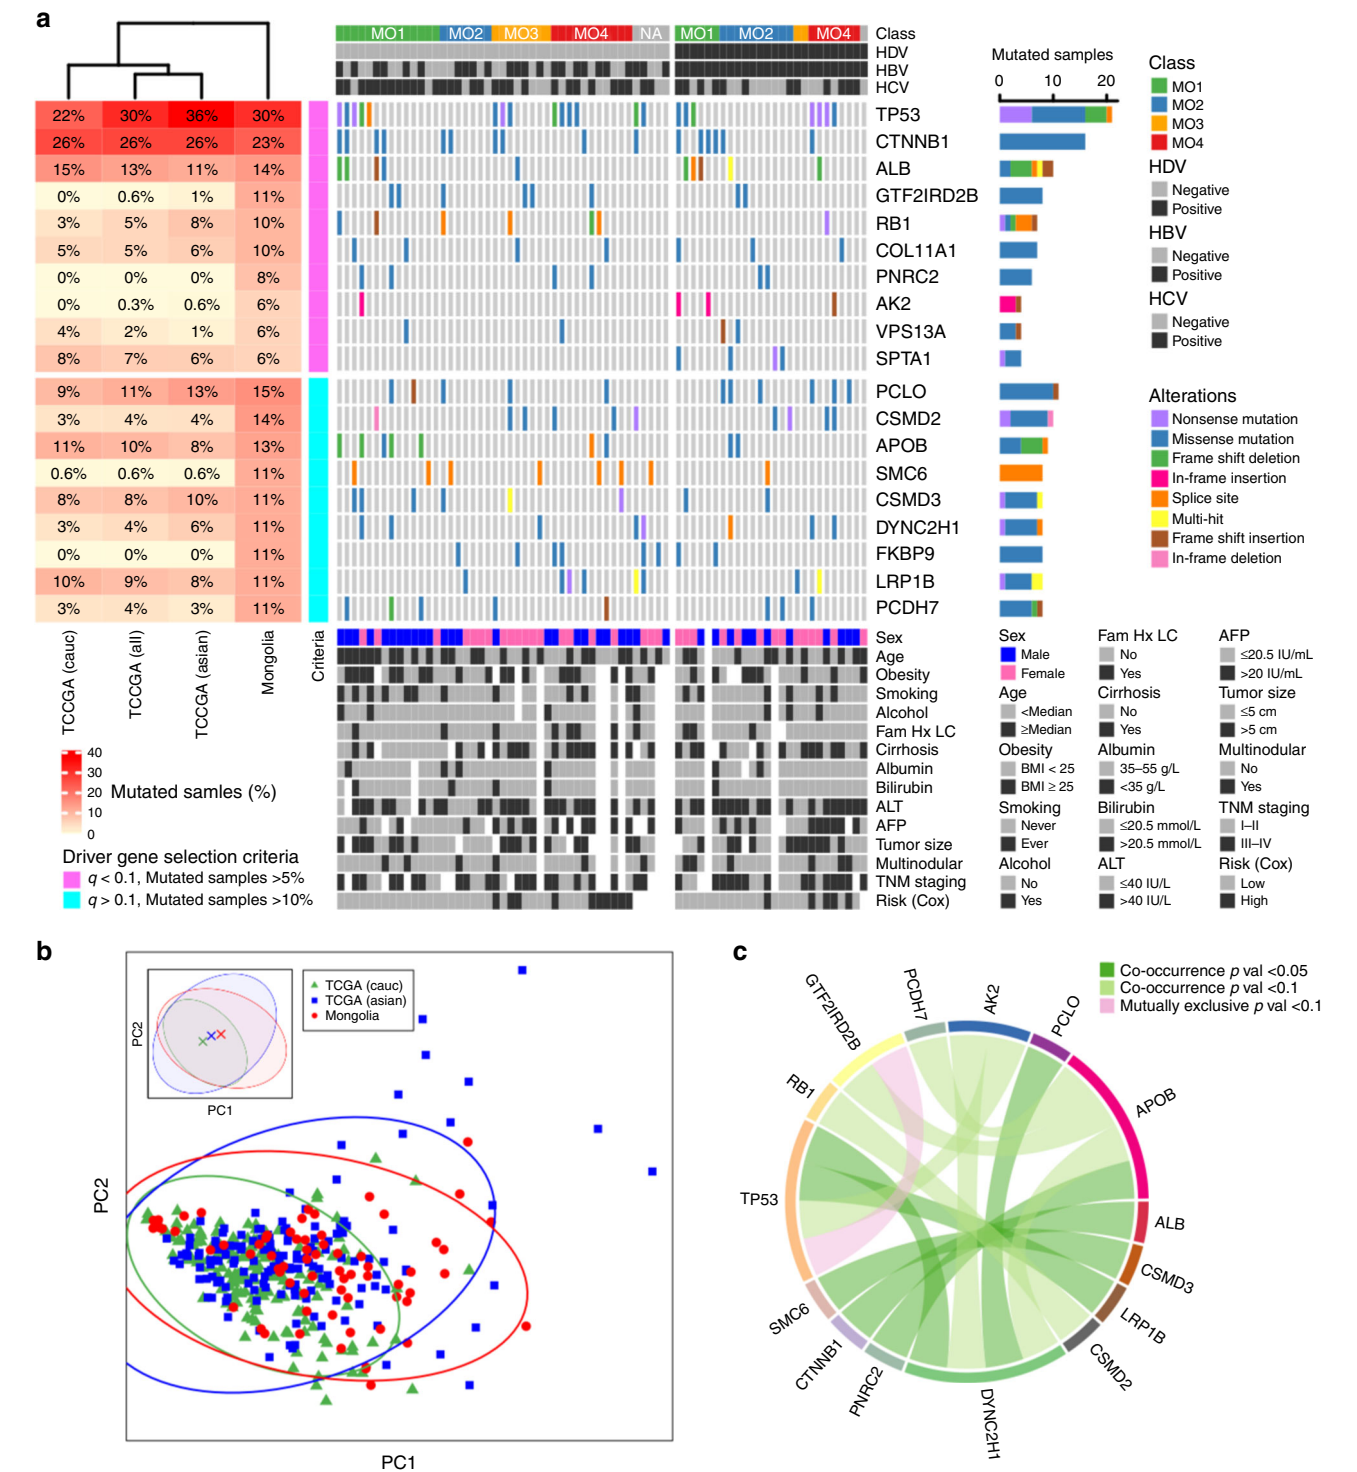 a
MO1 MO2 MO3 MO4 NA MO1 MO2 MO4
Class
HDV
HBV
HCV
Mutated samples
0 10 20
22% 30% 36% 30% TP53
26% 26% 26% 23% CTNNB1
15% 13% 11% 14% ALB
0% 0.6% 1% 11% GTF2IRD2B
3% 5% 8% 10% RB1
5% 5% 6% 10% COL11A1
0% 0% 0% 8% PNRC2
0% 0.3% 0.6% 6% AK2
4% 2% 1% 6% VPS13A
8% 7% 6% 6% SPTA1
9% 11% 13% 15% PCLO
3% 4% 4% 14% CSMD2
11% 10% 8% 13% APOB
0.6% 0.6% 0.6% 11% SMC6
8% 8% 10% 11% CSMD3
3% 4% 6% 11% DYNC2H1
0% 0% 0% 11% FKBP9
10% 9% 8% 11% LRP1B
3% 4% 3% 11% PCDH7
Class
MO1
MO2
MO3
MO4
HDV
Negative
Positive
HBV
Negative
Positive
HCV
Negative
Positive
Alterations
Nonsense mutation
Missense mutation
Frame shift deletion
In-frame insertion
Splice site
Multi-hit
Frame shift insertion
In-frame deletion
TCCGA (cauc)
TCCGA (all)
TCCGA (asian)
Mongolia
Criteria
40
30
20
10
0
Mutated samles (%)
Driver gene selection criteria
q < 0.1, Mutated samples >5%
q > 0.1, Mutated samples >10%
Sex
Age
Obesity
Smoking
Alcohol
Fam Hx LC
Cirrhosis
Albumin
Bilirubin
ALT
AFP
Tumor size
Multinodular
TNM staging
Risk (Cox)
Sex
Male
Female
Age
<Median
≥Median
Obesity
BMI < 25
BMI ≥ 25
Smoking
Never
Ever
Alcohol
No
Yes
Fam Hx LC
No
Yes
Cirrhosis
No
Yes
Albumin
35–55 g/L
<35 g/L
Bilirubin
≤20.5 mmol/L
>20.5 mmol/L
ALT
≤40 IU/L
>40 IU/L
AFP
≤20.5 IU/mL
>20 IU/mL
Tumor size
≤5 cm
>5 cm
Multinodular
No
Yes
TNM staging
I–II
III–IV
Risk (Cox)
Low
High
b
PC2
PC1
TCGA (cauc)
TCGA (asian)
Mongolia
PC2
PC1
c
Co-occurrence p val <0.05
Co-occurrence p val <0.1
Mutually exclusive p val <0.1
GTF2IRD2B
PCDH7
AK2
PCLO
APOB
ALB
CSMD3
LRP1B
CSMD2
DYNC2H1
PNRC2
CTNNB1
SMC6
TP53
RB1